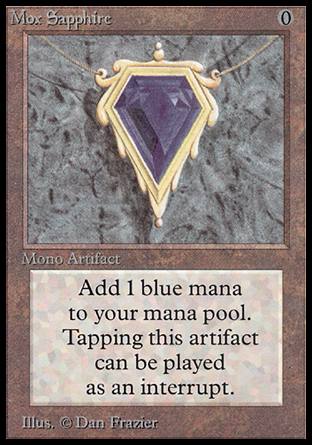 Mox Sapphire 0
Mono Artifact
Add 1 blue mana
to your mana pool.
Tapping this artifact
can be played
as an interrupt.
Illus. © Dan Frazier